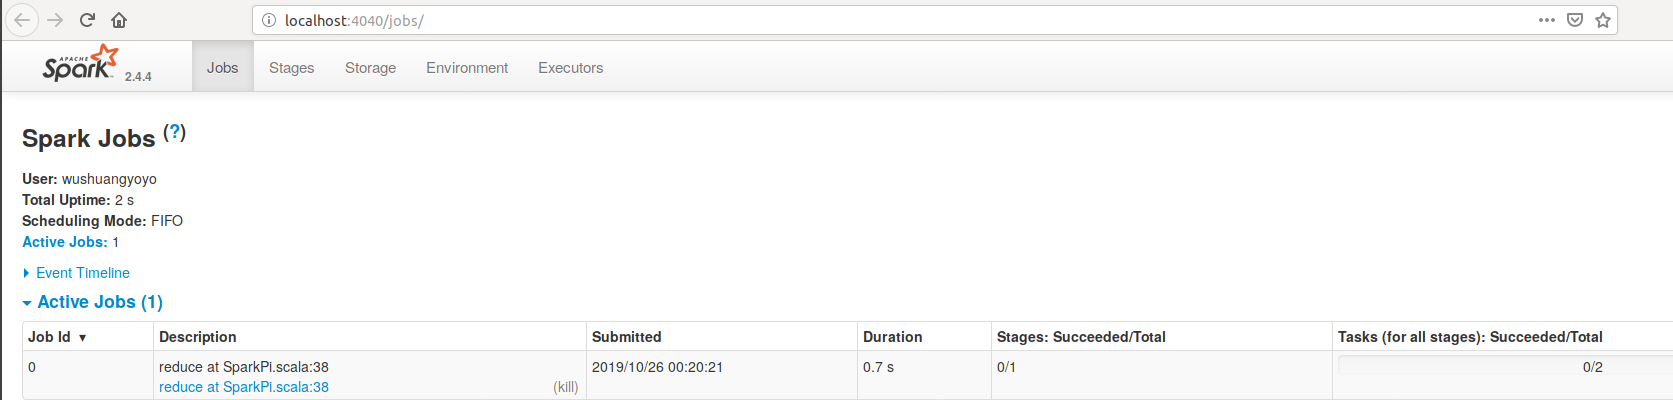 localhost:4040/jobs/
APACHE
Spark 2.4.4 Jobs Stages Storage Environment Executors
Spark Jobs (?)
User: wushuangyoyo
Total Uptime: 2 s
Scheduling Mode: FIFO
Active Jobs: 1
Event Timeline
Active Jobs (1)
Job Id ▼ Description Submitted Duration Stages: Succeeded/Total Tasks (for all stages): Succeeded/Total
0 reduce at SparkPi.scala:38 2019/10/26 00:20:21 0.7 s 0/1 0/2
reduce at SparkPi.scala:38 (kill)